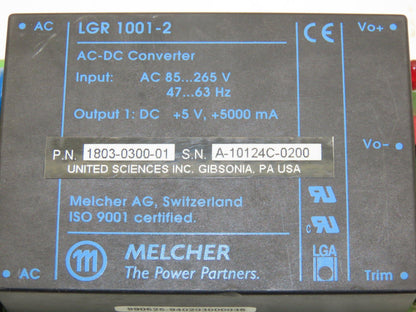 AC
LGR 1001-2
CE
Vo+
AC-DC Converter
Input: AC 85...265 V
47...63 Hz
Output 1: DC +5 V, +5000 mA
Vo-
P.N. 1803-0300-01 S.N. A-10124C-0200
UNITED SCIENCES INC. GIBSONIA, PA USA
Melcher AG, Switzerland
ISO 9001 certified.
c
LGA
m MELCHER
The Power Partners.
AC
Trim